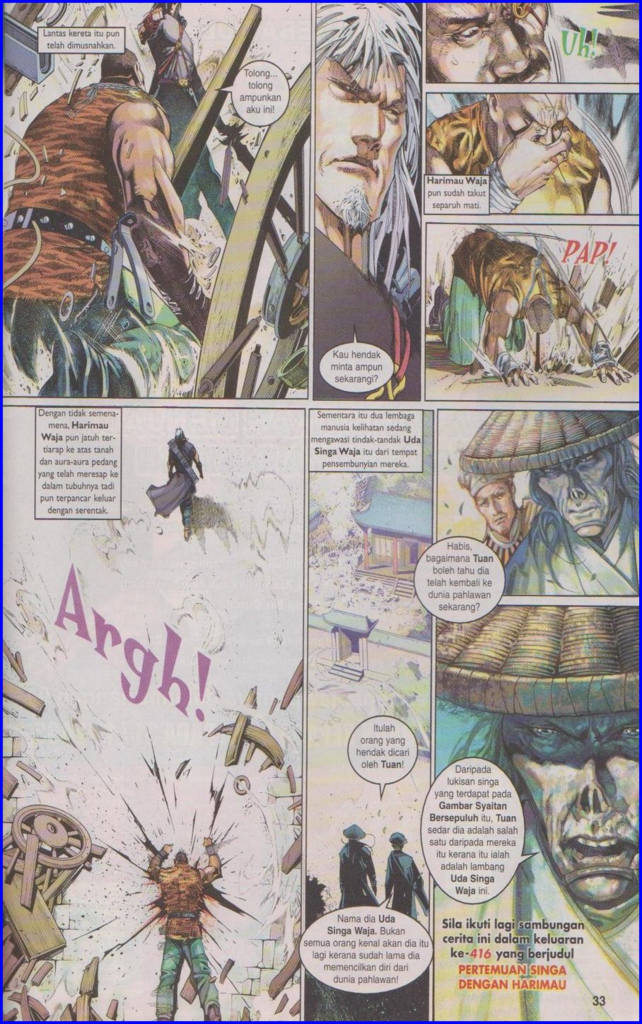 Lantas kereta itu pun
telah dimusnahkan.
Tolong...
tolong
ampunkan
aku ini!
Kau hendak
minta ampun
sekarangi?
Uh!
Harimau Waja
pun sudah takut
separuh mati.
PAP!
Dengan tidak semena-
mena, Harimau
Waja pun jatuh ter-
tiarap ke atas tanah
dan aura-aura pedang
yang telah meresap ke
dalam tubuhnya tadi
pun terpancar keluar
dengan serentak.
Argh!
Sementara itu dua lembaga
manusia kelihatan sedang
mengawasi tindak-tanduk Uda
Singa Waja itu dari tempat
persembunyian mereka.
Habis,
bagaimana Tuan
boleh tahu dia
telah kembali ke
dunia pahlawan
sekarang?
Itulah
orang yang
hendak dicari
oleh Tuan!
Nama dia Uda
Singa Waja. Bukan
semua orang kenal akan dia itu
lagi kerana sudah lama dia
memencilkan diri dari
dunia pahlawan!
Daripada
lukisan singa
yang terdapat pada
Gambar Syaitan
Bersepuluh itu, Tuan
sedar dia adalah salah
satu daripada mereka
itu kerana itu ialah
adalah lambang
Uda Singa
Waja ini.
Sila ikuti lagi sambungan
cerita ini dalam keluaran
ke-416 yang berjudul
PERTEMUAN SINGA
DENGAN HARIMAU
33